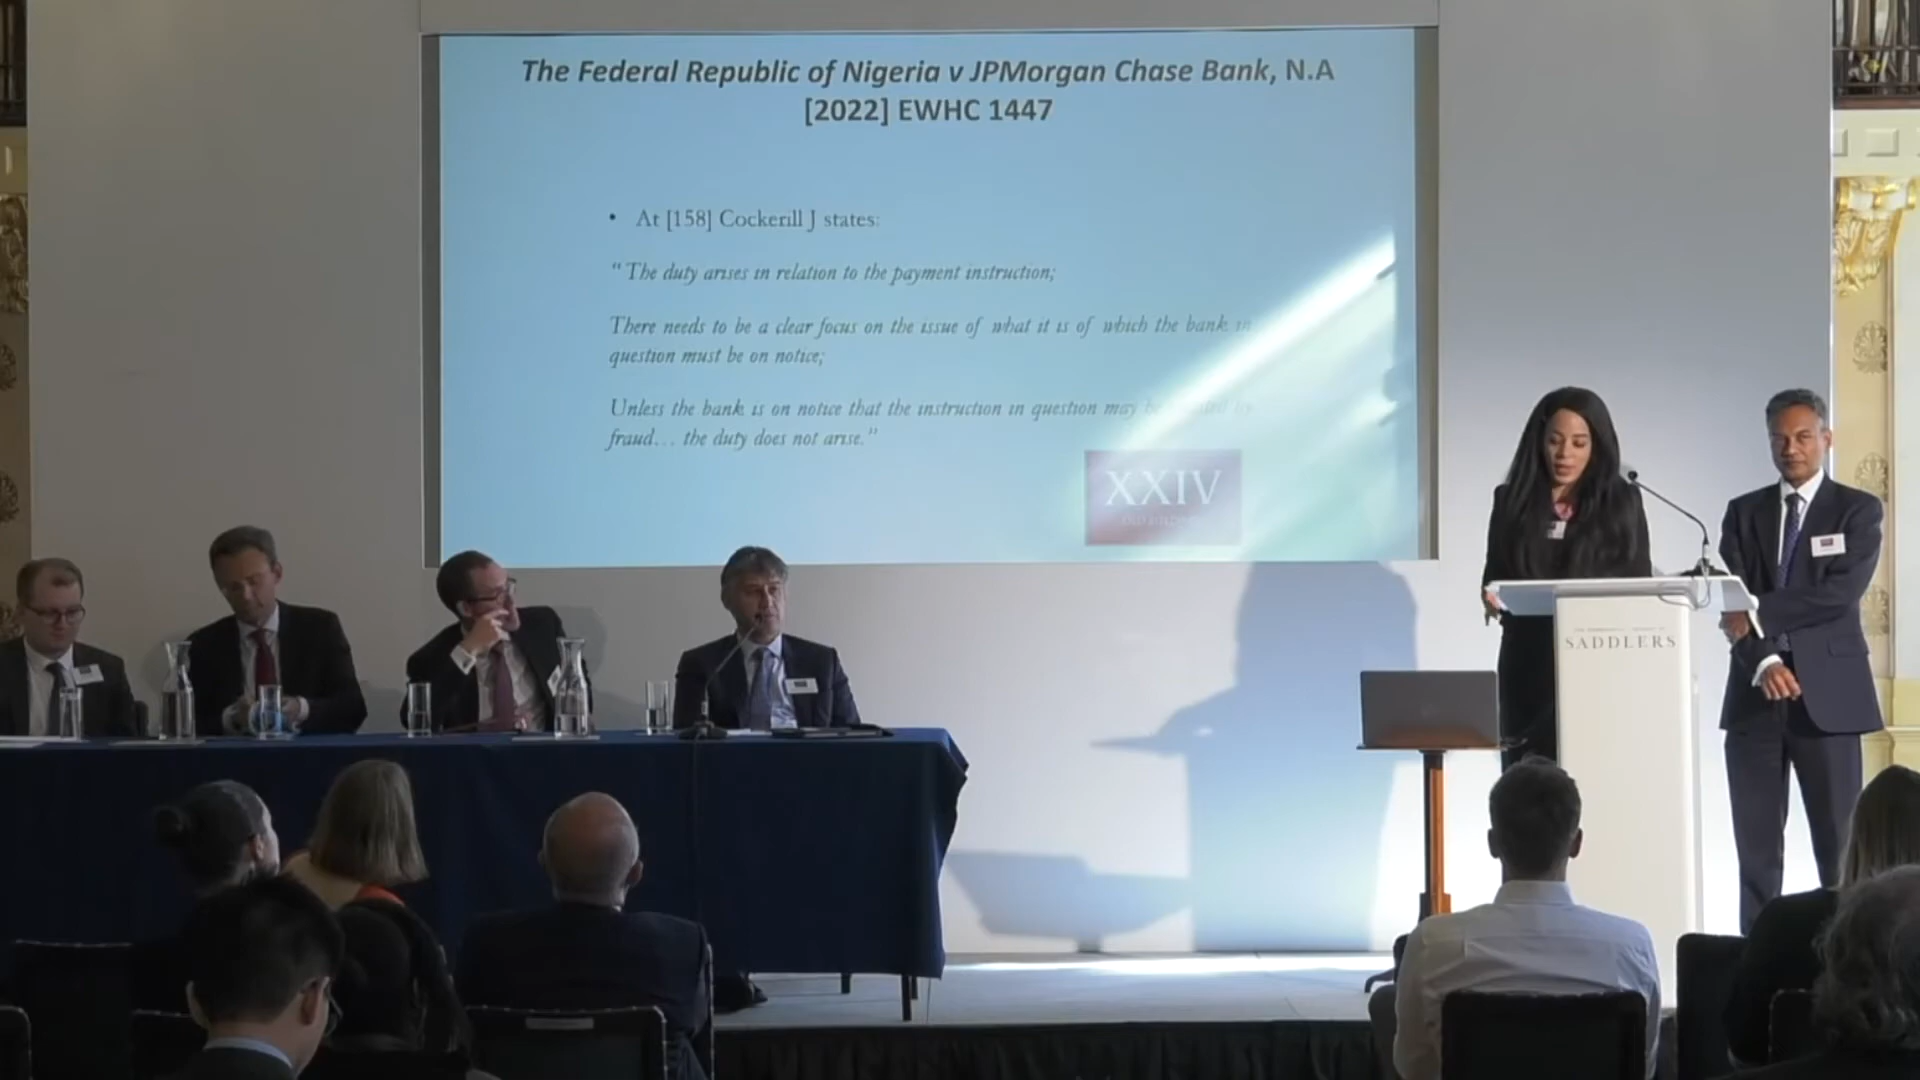 The Federal Republic of Nigeria v JPMorgan Chase Bank, N.A
[2022] EWHC 1447
• At [158] Cockerill J states:
“The duty arises in relation to the payment instruction;
There needs to be a clear focus on the issue of what it is of which the bank in
question must be on notice;
Unless the bank is on notice that the instruction in question may be
fraud… the duty does not arise.”
XXIV
SADDLERS